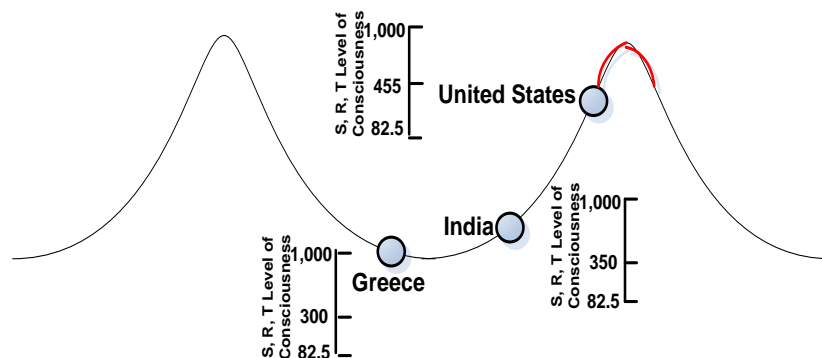 S, R, T Level of
Consciousness
1,000
455
82.5
United States
India
S, R, T Level of
Consciousness
1,000
350
82.5
Greece
S, R, T Level of
Consciousness
1,000
300
82.5